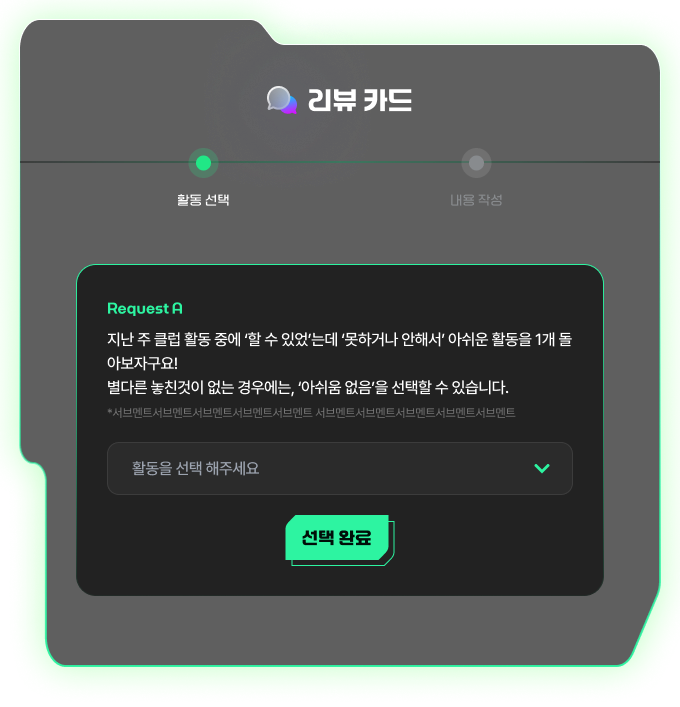 리뷰 카드
활동 선택
내용 작성
Request A
지난 주 클럽 활동 중에 ‘할 수 있었’는데 ‘못하거나 안해서’ 아쉬운 활동을 1개 돌
아보자구요!
별다른 놓친것이 없는 경우에는, ‘아쉬움 없음’을 선택할 수 있습니다.
*서브멘트서브멘트서브멘트서브멘트서브멘트 서브멘트서브멘트서브멘트서브멘트서브멘트
활동을 선택 해주세요
선택 완료